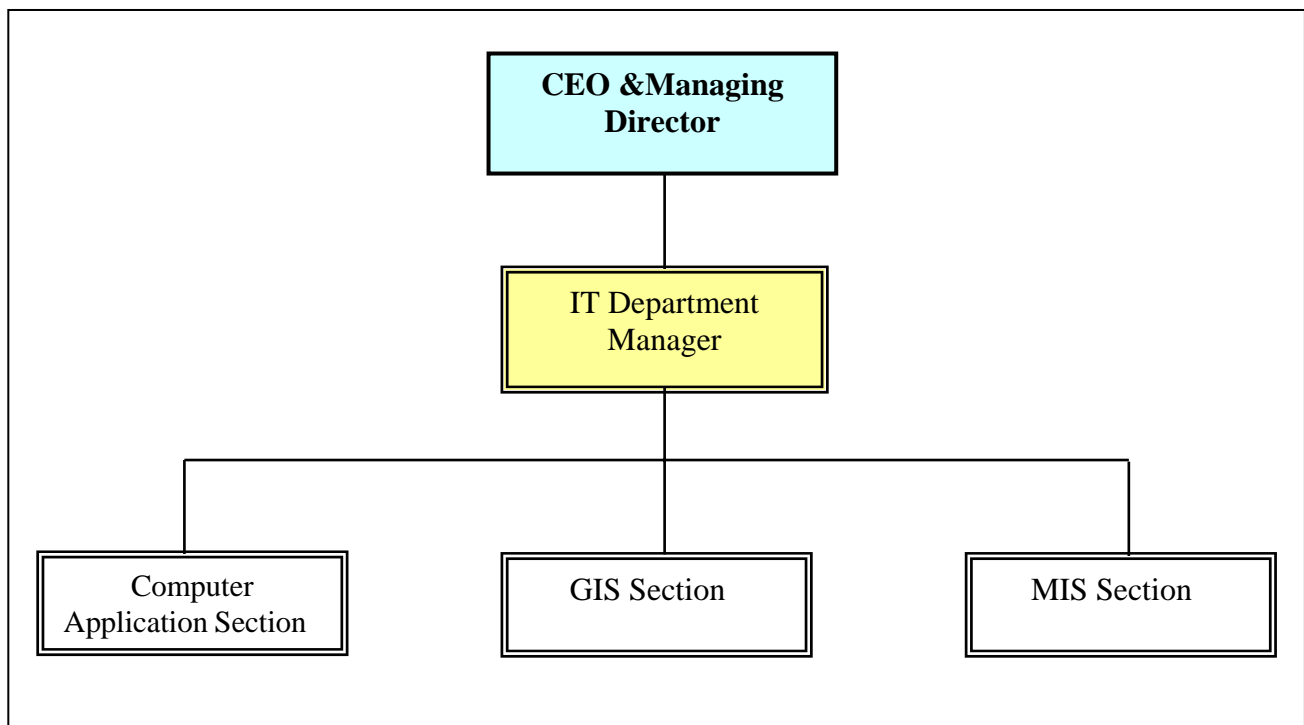 CEO &Managing
Director
IT Department
Manager
Computer
Application Section
GIS Section
MIS Section